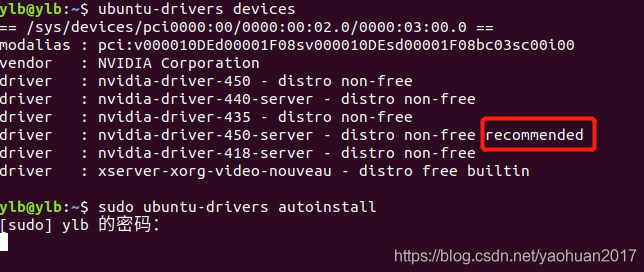 ylb@ylb:~$ ubuntu-drivers devices
== /sys/devices/pci0000:00/0000:00:02.0/0000:03:00.0 ==
modalias : pci:v000010DEd00001F08sv000010DEsd00001F08bc03sc00i00
vendor   : NVIDIA Corporation
driver   : nvidia-driver-450 - distro non-free
driver   : nvidia-driver-440-server - distro non-free
driver   : nvidia-driver-435 - distro non-free
driver   : nvidia-driver-450-server - distro non-free recommended
driver   : nvidia-driver-418-server - distro non-free
driver   : xserver-xorg-video-nouveau - distro free builtin
ylb@ylb:~$ sudo ubuntu-drivers autoinstall
[sudo] ylb 的密码：
https://blog.csdn.net/yaohuan2017